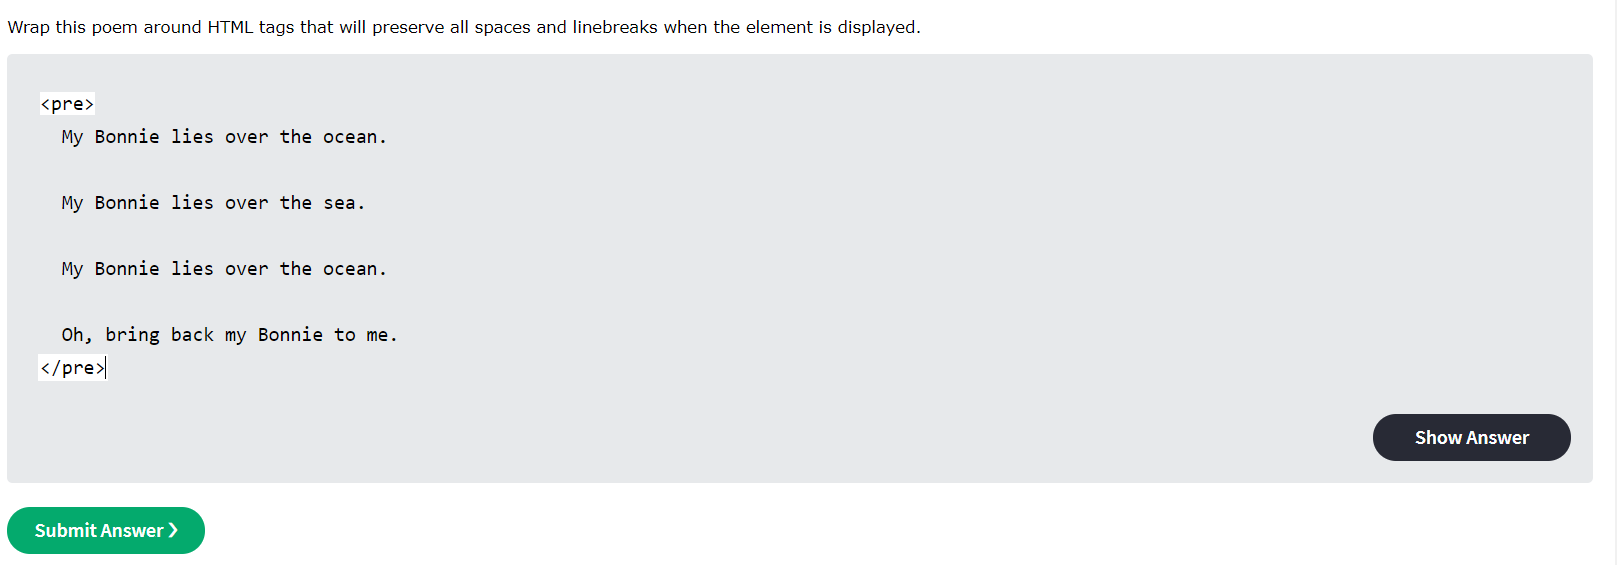 Wrap this poem around HTML tags that will preserve all spaces and linebreaks when the element is displayed.
<pre>
My Bonnie lies over the ocean.
My Bonnie lies over the sea.
My Bonnie lies over the ocean.
Oh, bring back my Bonnie to me.
</pre>
Show Answer
Submit Answer ❯